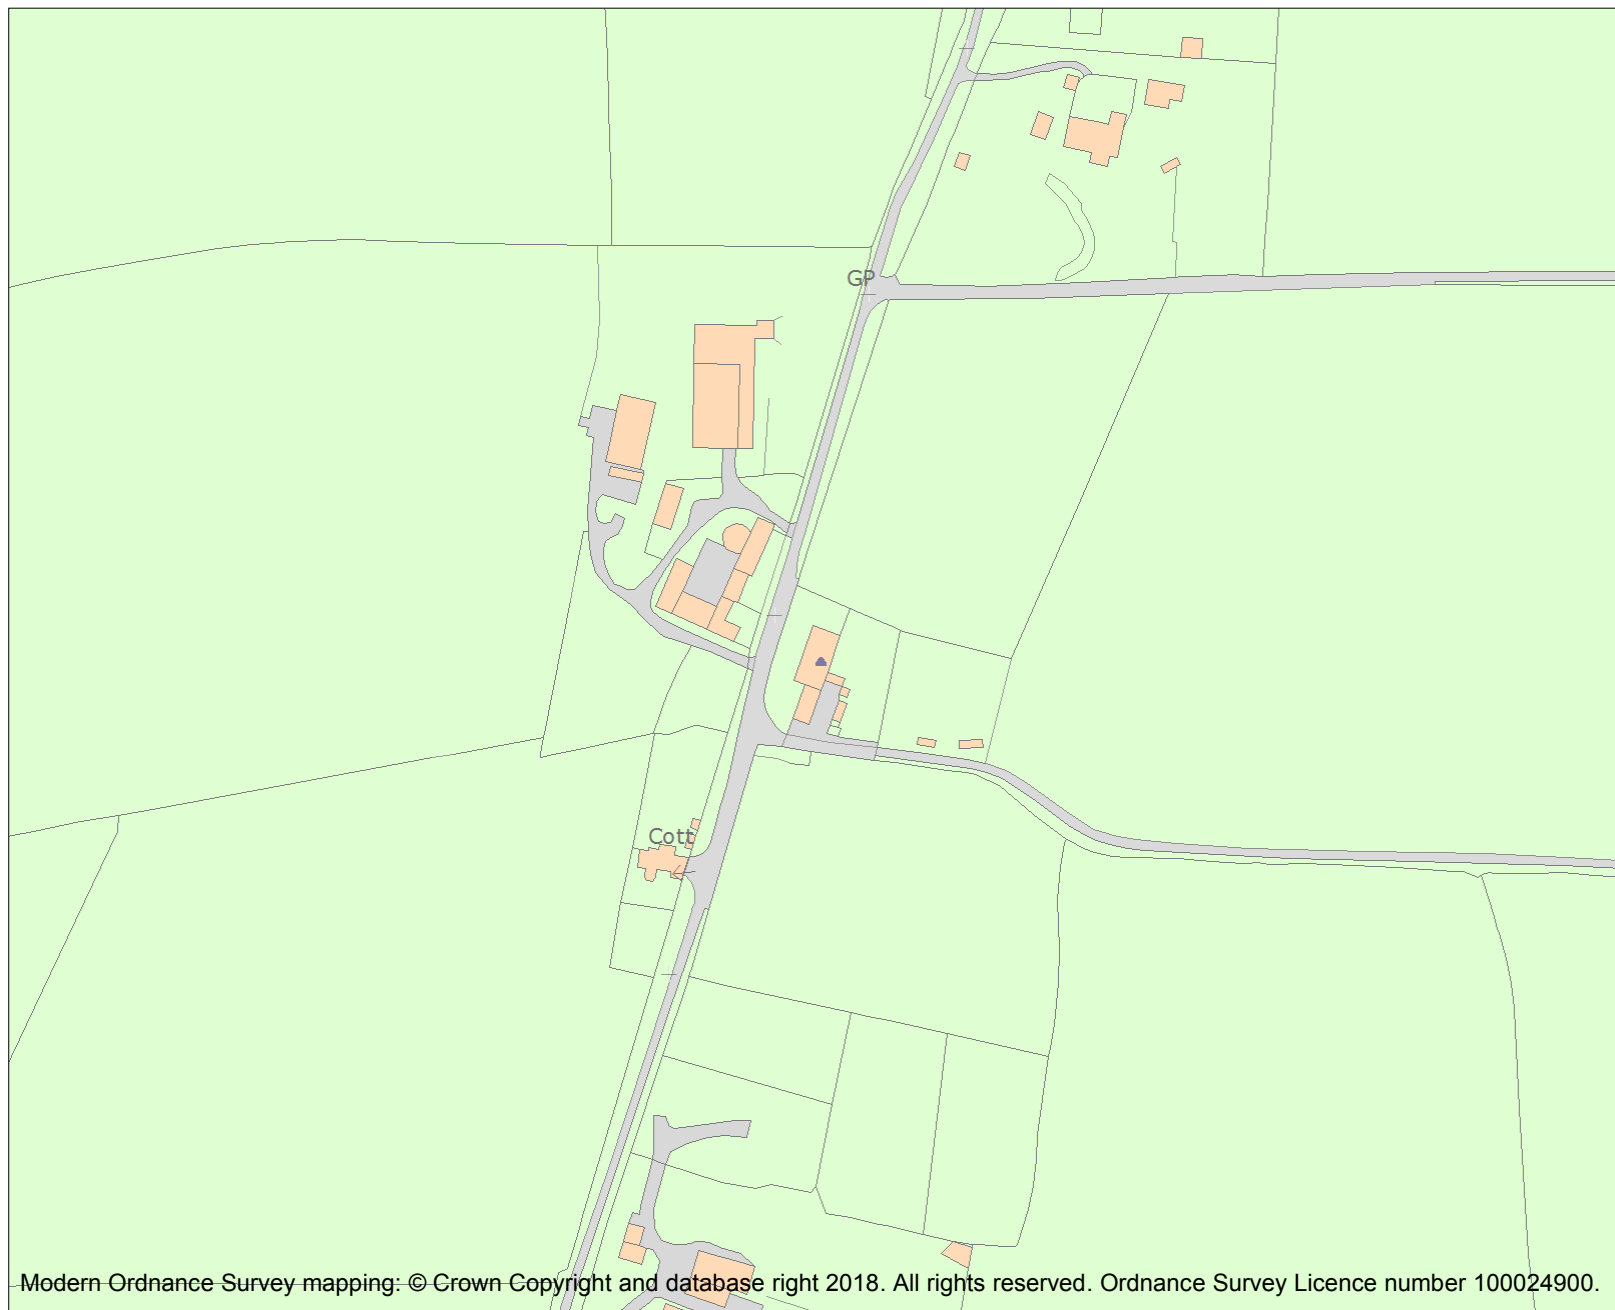 GP
Cott
Modern Ordnance Survey mapping: © Crown Copyright and database right 2018. All rights reserved. Ordnance Survey Licence number 100024900.